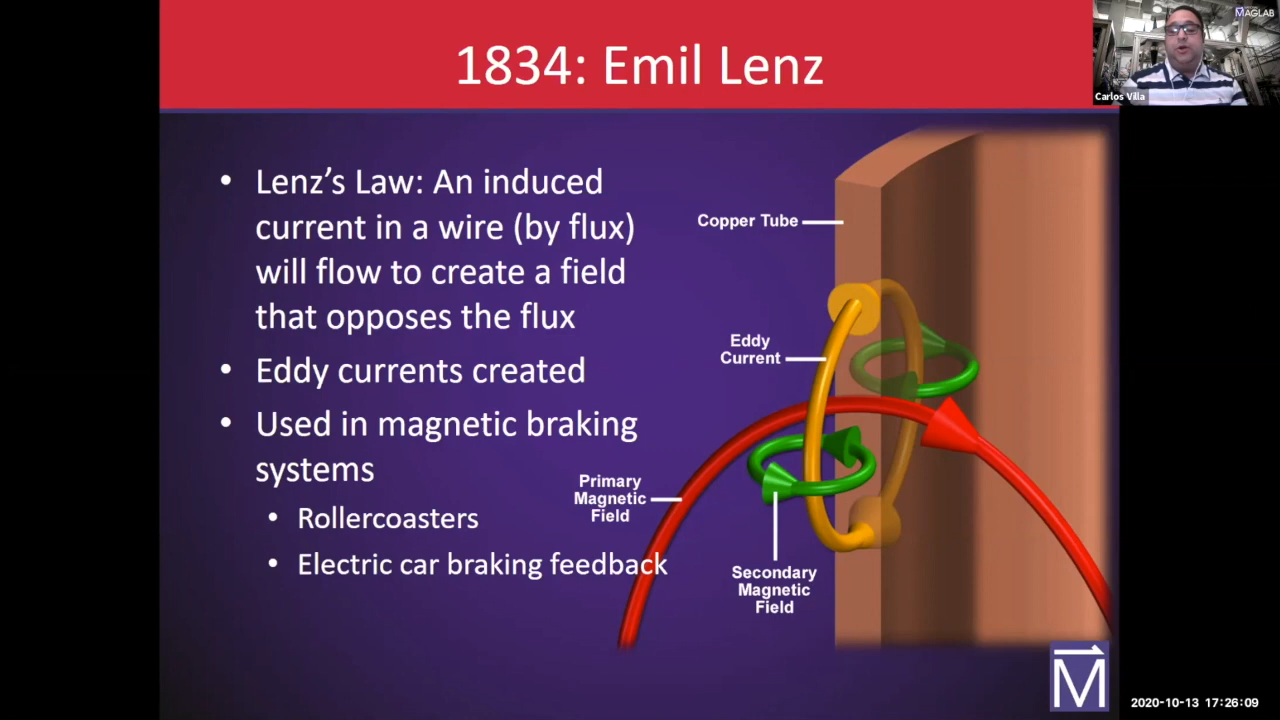 1834: Emil Lenz
MAGLAB
Carlos Villa
• Lenz's Law: An induced
current in a wire (by flux)
will flow to create a field
that opposes the flux
• Eddy currents created
• Used in magnetic braking
systems
• Rollercoasters
• Electric car braking feedback
Copper Tube
Eddy
Current
Primary
Magnetic
Field
Secondary
Magnetic
Field
M
2020-10-13 17:26:09